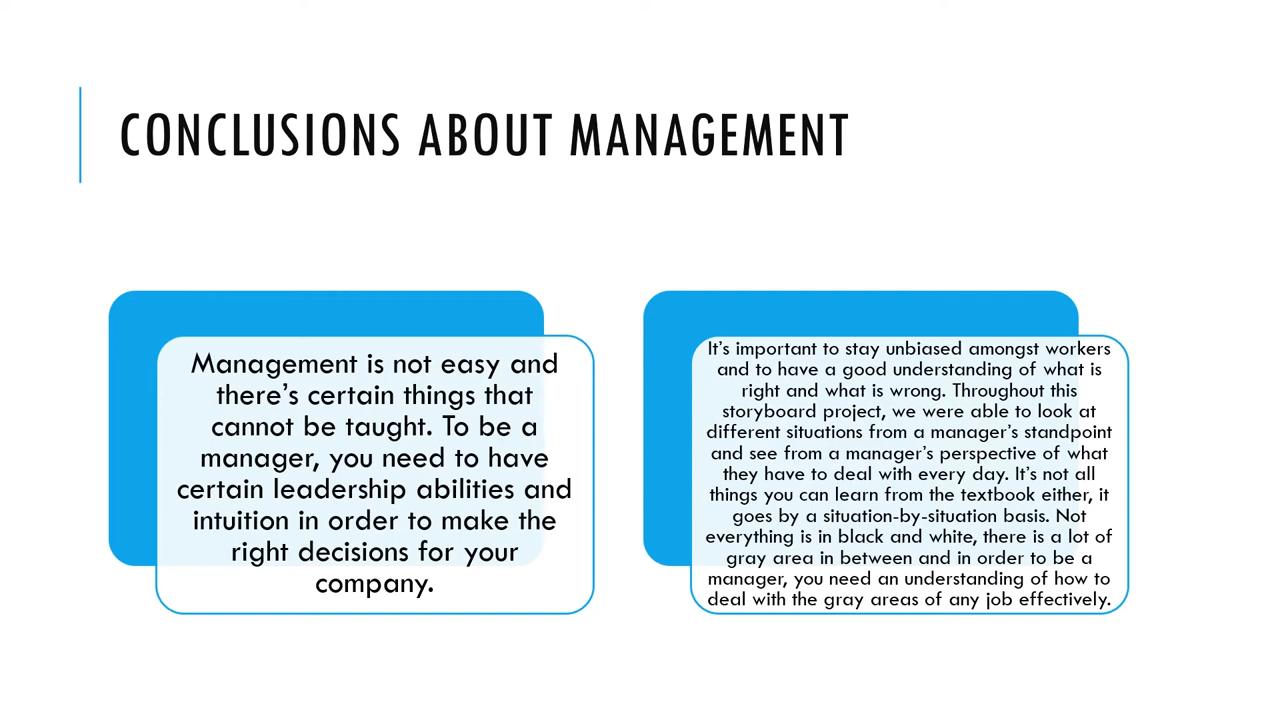 CONCLUSIONS ABOUT MANAGEMENT
Management is not easy and
there’s certain things that
cannot be taught. To be a
manager, you need to have
certain leadership abilities and
intuition in order to make the
right decisions for your
company.
It’s important to stay unbiased amongst workers
and to have a good understanding of what is
right and what is wrong. Throughout this
storyboard project, we were able to look at
different situations from a manager’s standpoint
and see from a manager’s perspective of what
they have to deal with every day. It’s not all
things you can learn from the textbook either, it
goes by a situation-by-situation basis. Not
everything is in black and white, there is a lot of
gray area in between and in order to be a
manager, you need an understanding of how to
deal with the gray areas of any job effectively.